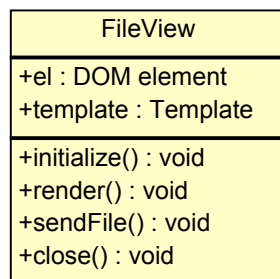 FileView
+el : DOM element
+template : Template
+initialize() : void
+render() : void
+sendFile() : void
+close() : void